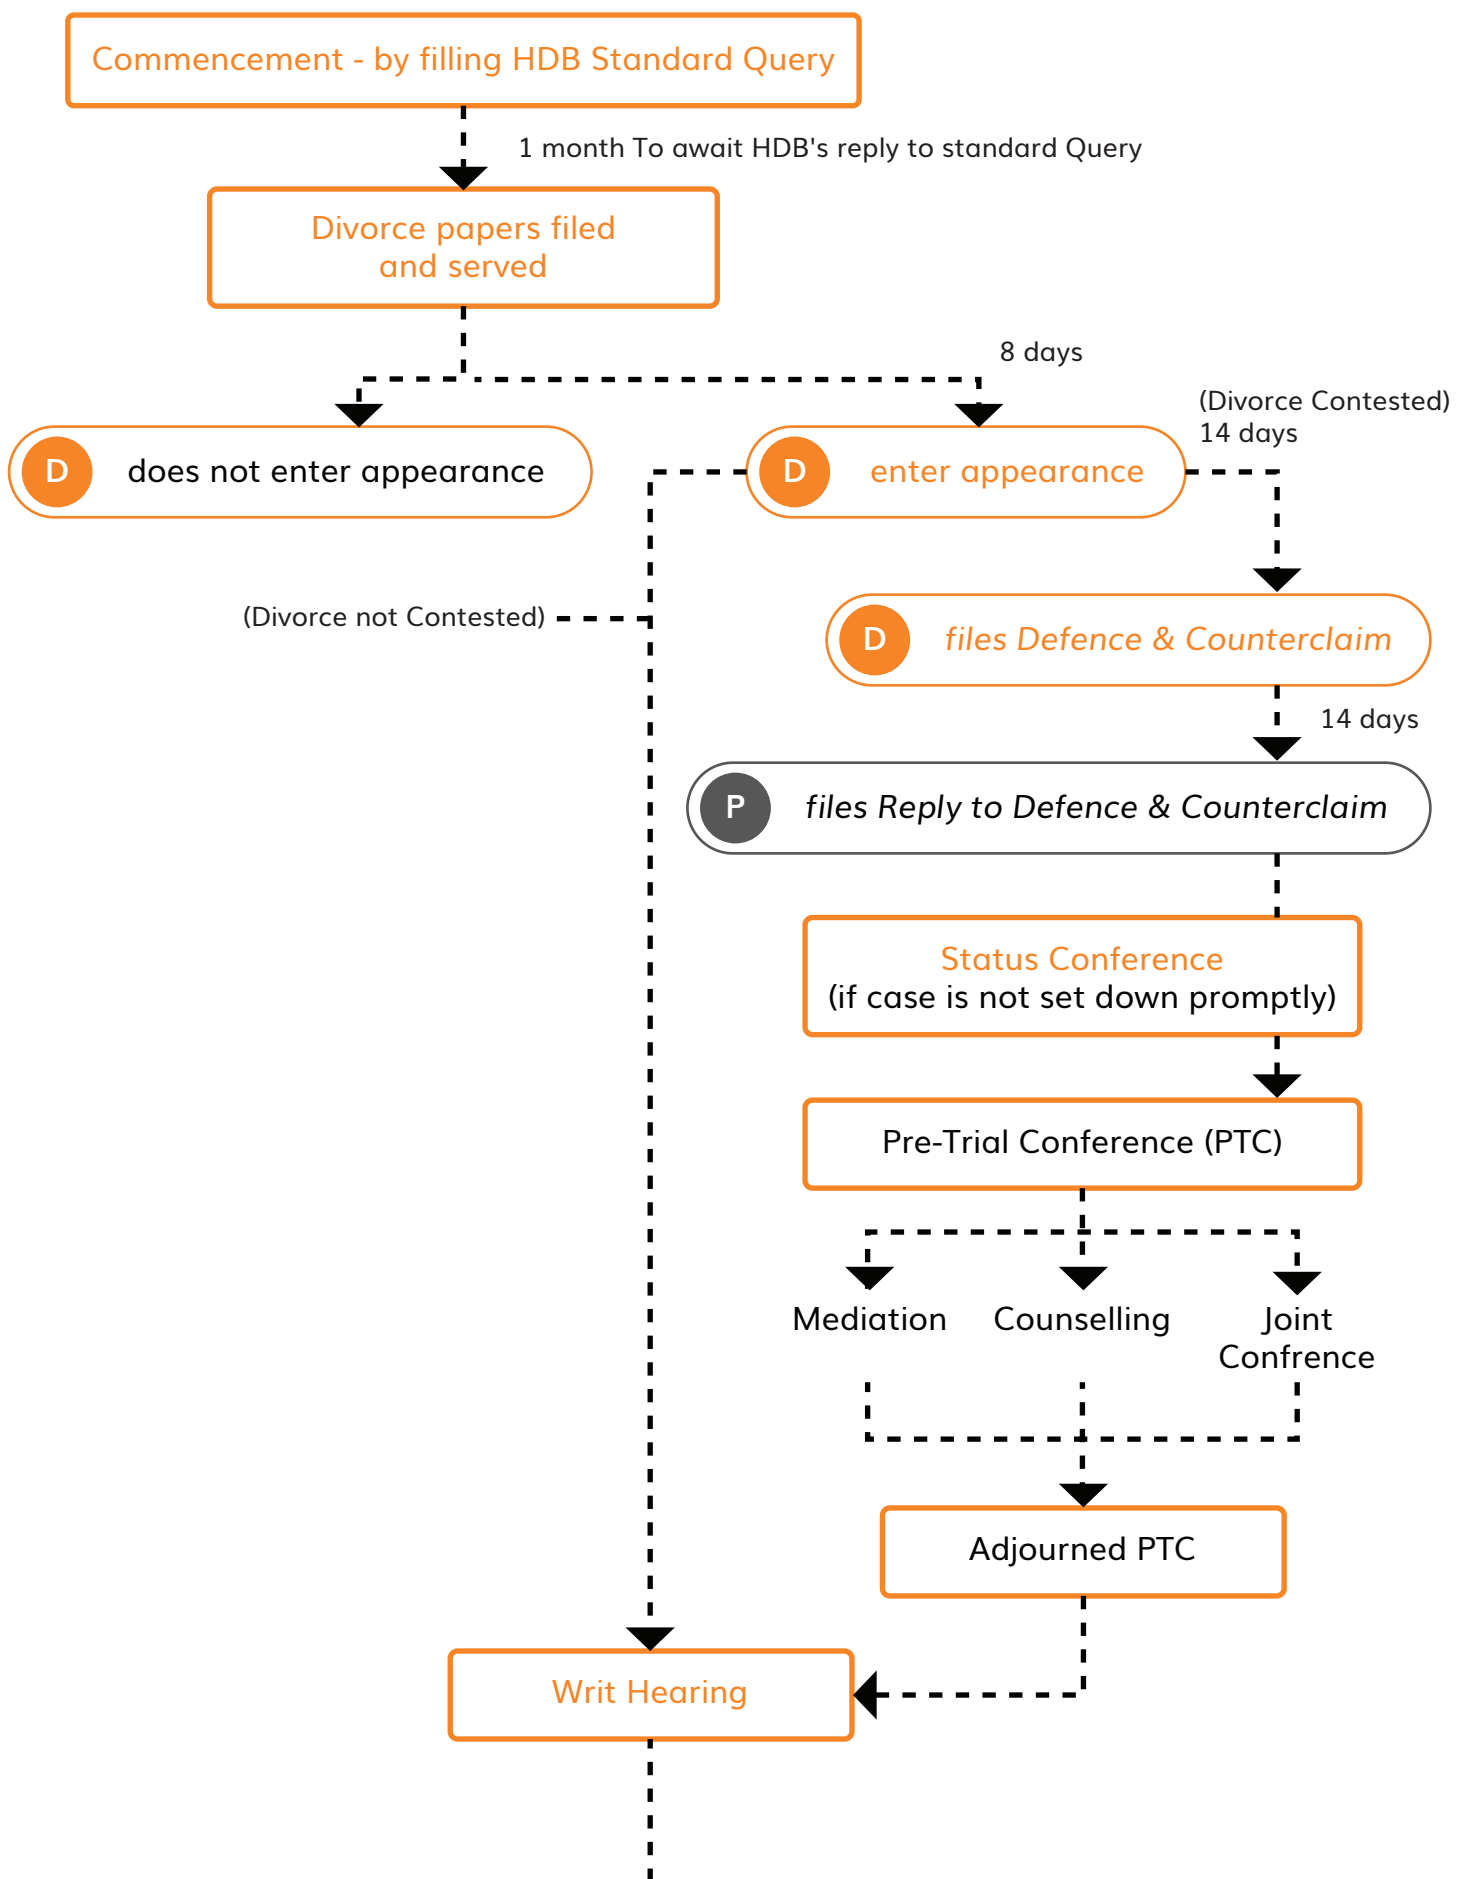 Commencement - by filling HDB Standard Query
1 month To await HDB's reply to standard Query
Divorce papers filed
and served
8 days
(Divorce Contested)
14 days
D does not enter appearance
D enter appearance
(Divorce not Contested)
D files Defence & Counterclaim
14 days
P files Reply to Defence & Counterclaim
Status Conference
(if case is not set down promptly)
Pre-Trial Conference (PTC)
Mediation
Counselling
Joint
Confrence
Adjourned PTC
Writ Hearing